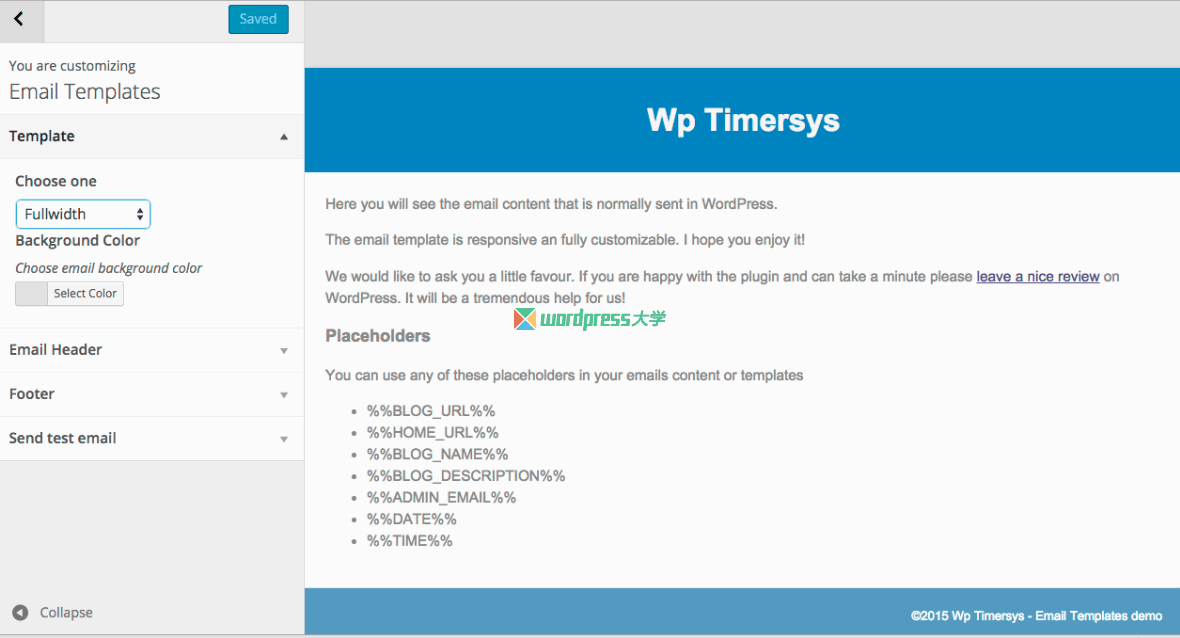 Saved
You are customizing
Email Templates
Template
Choose one
Fullwidth
Background Color
Choose email background color
Select Color
Email Header
Footer
Send test email
Collapse
Wp Timersys
Here you will see the email content that is normally sent in WordPress.
The email template is responsive an fully customizable. I hope you enjoy it!
We would like to ask you a little favour. If you are happy with the plugin and can take a minute please leave a nice review on
WordPress. It will be a tremendous help for us!
wordpress大学
Placeholders
You can use any of these placeholders in your emails content or templates
• %%BLOG_URL%%
• %%HOME_URL%%
• %%BLOG_NAME%%
• %%BLOG_DESCRIPTION%%
• %%ADMIN_EMAIL%%
• %%DATE%%
• %%TIME%%
©2015 Wp Timersys - Email Templates demo